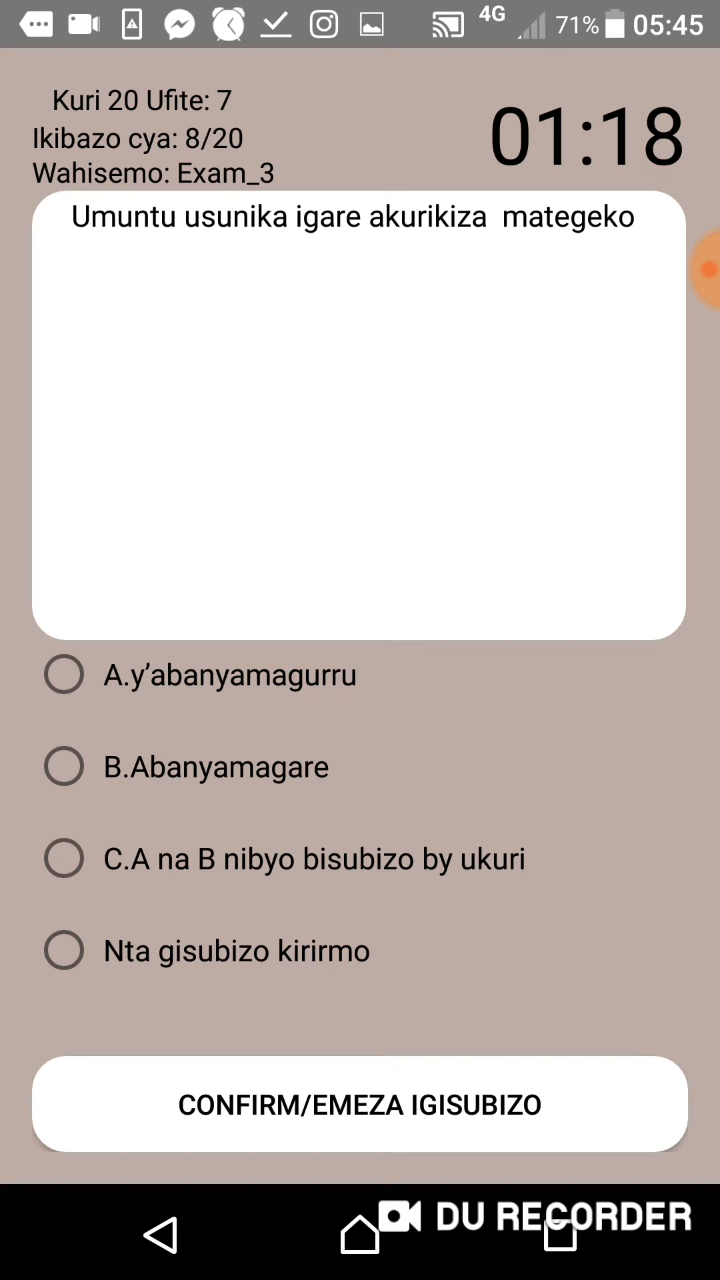 4G 71% 05:45
Kuri 20 Ufite: 7
Ikibazo cya: 8/20
01:18
Wahisemo: Exam_3
Umuntu usunika igare akurikiza mategeko
A.y’abanyamagurru
B.Abanyamagare
C.A na B nibyo bisubizo by ukuri
Nta gisubizo kirirmo
CONFIRM/EMEZA IGISUBIZO
DU RECORDER